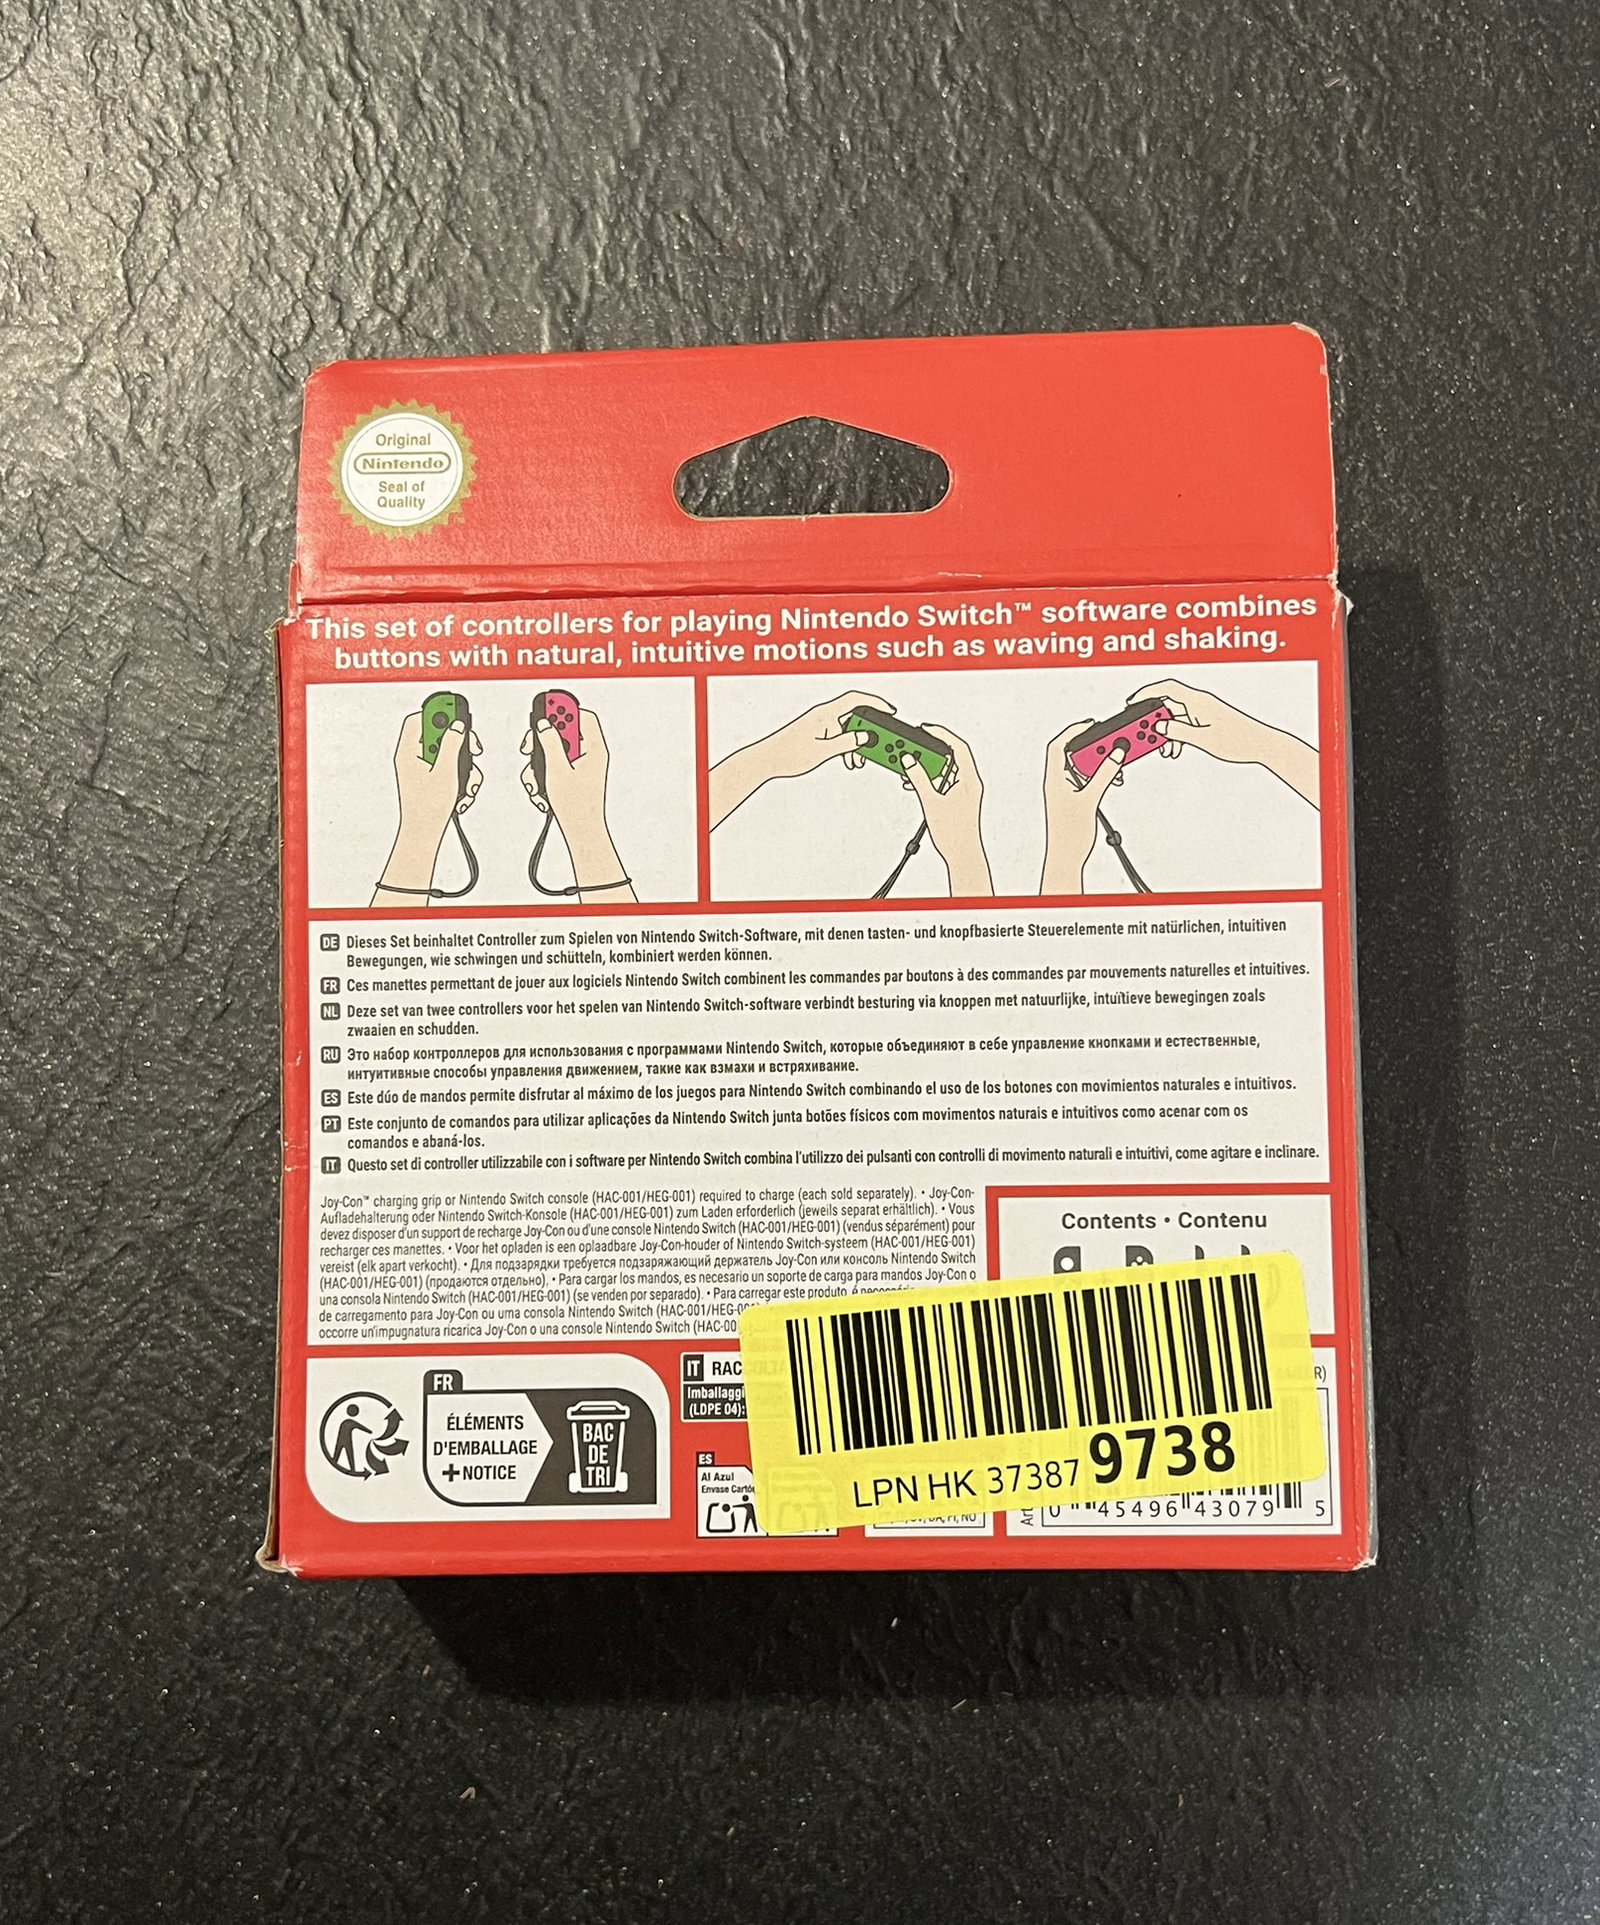 Original
Nintendo
Seal of
Quality
This set of controllers for playing Nintendo Switch™ software combines
buttons with natural, intuitive motions such as waving and shaking.
DE Dieses Set beinhaltet Controller zum Spielen von Nintendo Switch-Software, mit denen tasten- und knopfbasierte Steuerelemente mit natürlichen, intuitiven
Bewegungen, wie schwingen und schütteln, kombiniert werden können.
FR Ces manettes permettant de jouer aux logiciels Nintendo Switch combinent les commandes par boutons à des commandes par mouvements naturelles et intuitives.
NL Deze set van twee controllers voor het spelen van Nintendo Switch-software verbindt besturing via knoppen met natuurlijke, intuïtieve bewegingen zoals
zwaaien en schudden.
RU Это набор контроллеров для использования с программами Nintendo Switch, которые объединяют в себе управление кнопками и естественные,
интуитивные способы управления движением, такие как взмахи и встряхивание.
ES Este dúo de mandos permite disfrutar al máximo de los juegos para Nintendo Switch combinando el uso de los botones con movimientos naturales e intuitivos.
PT Este conjunto de comandos para utilizar aplicações da Nintendo Switch junta botões físicos com movimentos naturais e intuitivos como acenar com os
comandos e abaná-los.
IT Questo set di controller utilizzabile con i software per Nintendo Switch combina l'utilizzo dei pulsanti con controlli di movimento naturali e intuitivi, come agitare e inclinare.
Joy-Con™ charging grip or Nintendo Switch console (HAC-001/HEG-001) required to charge (each sold separately). • Joy-Con-
Aufladehalterung oder Nintendo Switch-Konsole (HAC-001/HEG-001) zum Laden erforderlich (jeweils separat erhältlich). • Vous
devez disposer d'un support de recharge Joy-Con ou d'une console Nintendo Switch (HAC-001/HEG-001) (vendus séparément) pour
recharger ces manettes. • Voor het opladen is een oplaadbare Joy-Con-houder of Nintendo Switch-systeem (HAC-001/HEG-001)
vereist (elk apart verkocht). • Для подзарядки требуется подзаряжающий держатель Joy-Con или консоль Nintendo Switch
(HAC-001/HEG-001) (продаются отдельно). • Para cargar los mandos, es necesario un soporte de carga para mandos Joy-Con o
una consola Nintendo Switch (HAC-001/HEG-001) (se venden por separado). • Para carregar este produto, é
de carregamento para Joy-Con ou uma consola Nintendo Switch (HAC-001/HEG-
occorre un'impugnatura ricarica Joy-Con o una console Nintendo Switch (HAC-00
Contents • Contenu
FR
ÉLÉMENTS
D'EMBALLAGE
+NOTICE
BAC
DE
TRI
IT RAC
Imballaggi
(LDPE 04):
ES
Al Azul
Envase
R)
LPN HK 37387 9738
0 45496 43079 5